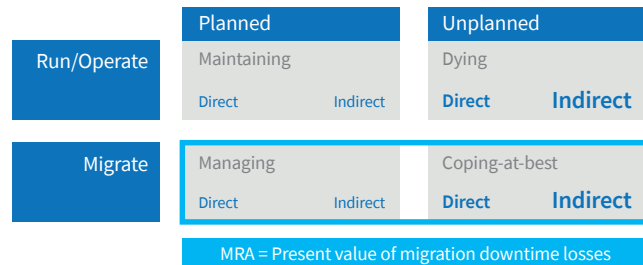 Planned Unplanned
Run/Operate Maintaining Dying
Direct Indirect Direct Indirect
Migrate Managing Coping-at-best
Direct Indirect Direct Indirect
MRA = Present value of migration downtime losses